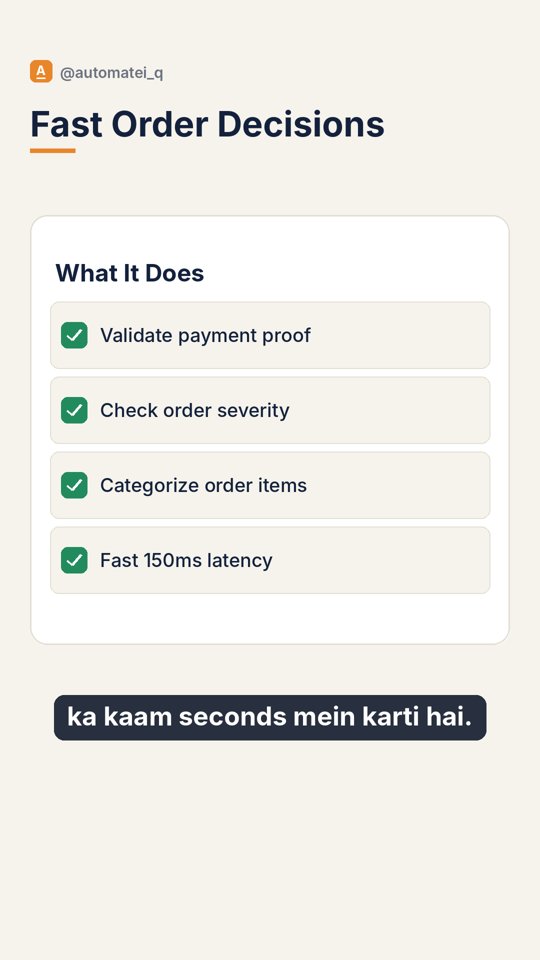 A
@automatei_q
Fast Order Decisions
What It Does
Validate payment proof
Check order severity
Categorize order items
Fast 150ms latency
ka kaam seconds mein karti hai.